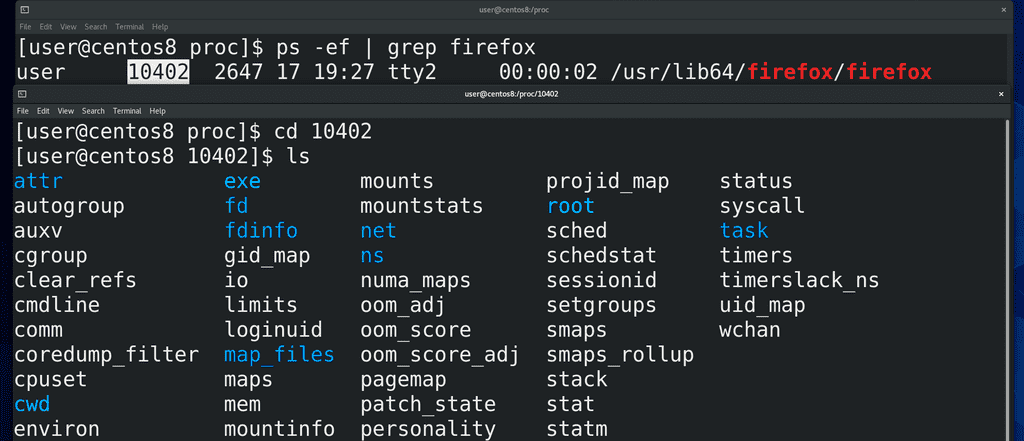 user@centos8:/proc
File Edit View Search Terminal Help
[user@centos8 proc]$ ps -ef | grep firefox
user 10402 2647 17 19:27 tty2 00:00:02 /usr/lib64/firefox/firefox
user@centos8:/proc/10402
File Edit View Search Terminal Help
[user@centos8 proc]$ cd 10402
[user@centos8 10402]$ ls
attr exe mounts projid_map status
autogroup fd mountstats root syscall
auxv fdinfo net sched task
cgroup gid_map ns schedstat timers
clear_refs io numa_maps sessionid timerslack_ns
cmdline limits oom_adj setgroups uid_map
comm loginuid oom_score smaps wchan
coredump_filter map_files oom_score_adj smaps_rollup
cpuset maps pagemap stack
cwd mem patch_state stat
environ mountinfo personality statm